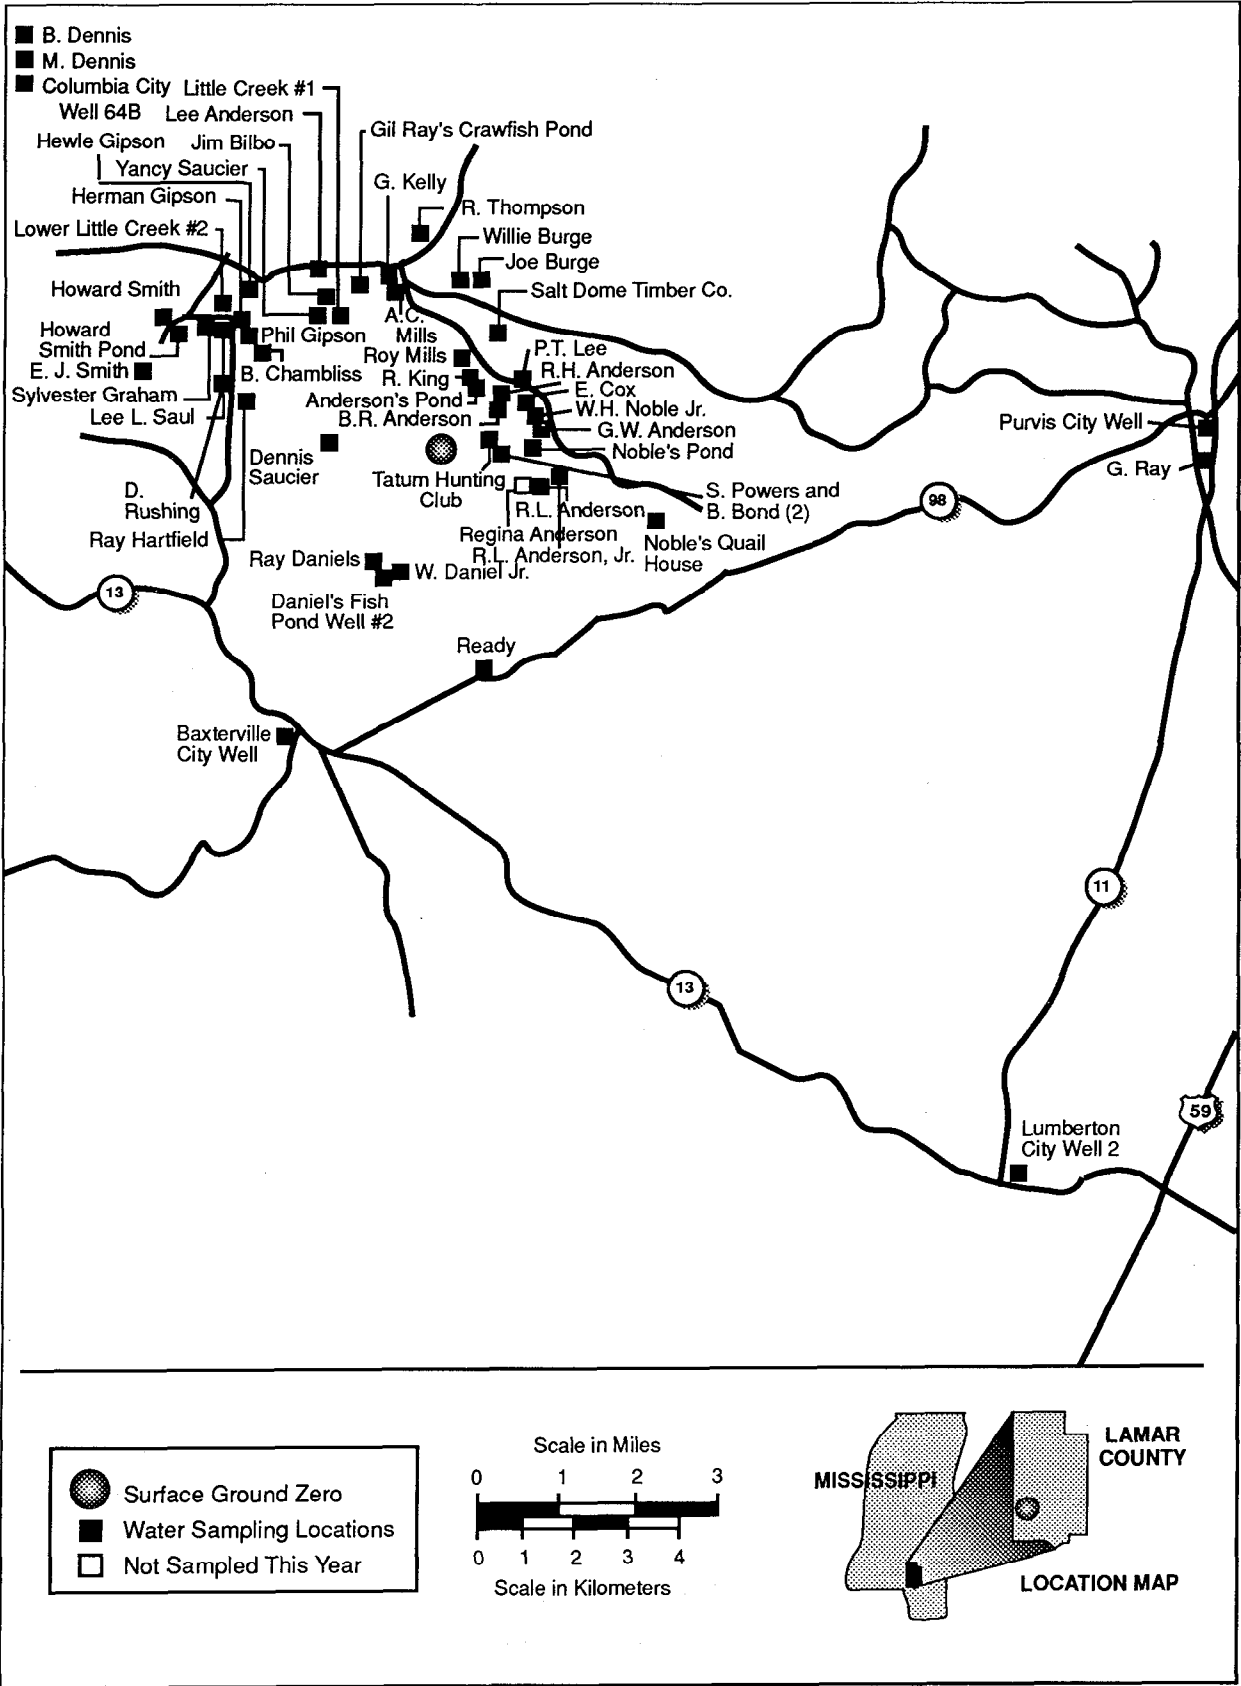 B. Dennis
M. Dennis
Columbia City
Little Creek #1
Well 64B
Lee Anderson
Gil Ray's Crawfish Pond
Hewle Gipson
Jim Bilbo
Yancy Saucier
G. Kelly
Herman Gipson
R. Thompson
Lower Little Creek #2
Willie Burge
Joe Burge
Howard Smith
Salt Dome Timber Co.
A.C.
Mills
Howard
Smith Pond
Phil Gipson
Roy Mills
P.T. Lee
E. J. Smith
B. Chambliss
R. King
R.H. Anderson
Sylvester Graham
Anderson's Pond
E. Cox
Lee L. Saul
B.R. Anderson
W.H. Noble Jr.
G.W. Anderson
Purvis City Well
Noble's Pond
Dennis
Saucier
G. Ray
Tatum Hunting
Club
D.
Rushing
S. Powers and
B. Bond (2)
98
R.L. Anderson
Ray Hartfield
Regina Anderson
R.L. Anderson, Jr.
Noble's Quail
House
Ray Daniels
W. Daniel Jr.
13
Daniel's Fish
Pond Well #2
Ready
Baxterville
City Well
11
13
59
Lumberton
City Well 2
Surface Ground Zero
Water Sampling Locations
Not Sampled This Year
Scale in Miles
0 1 2 3
0 1 2 3 4
Scale in Kilometers
MISSISSIPPI
LAMAR
COUNTY
LOCATION MAP